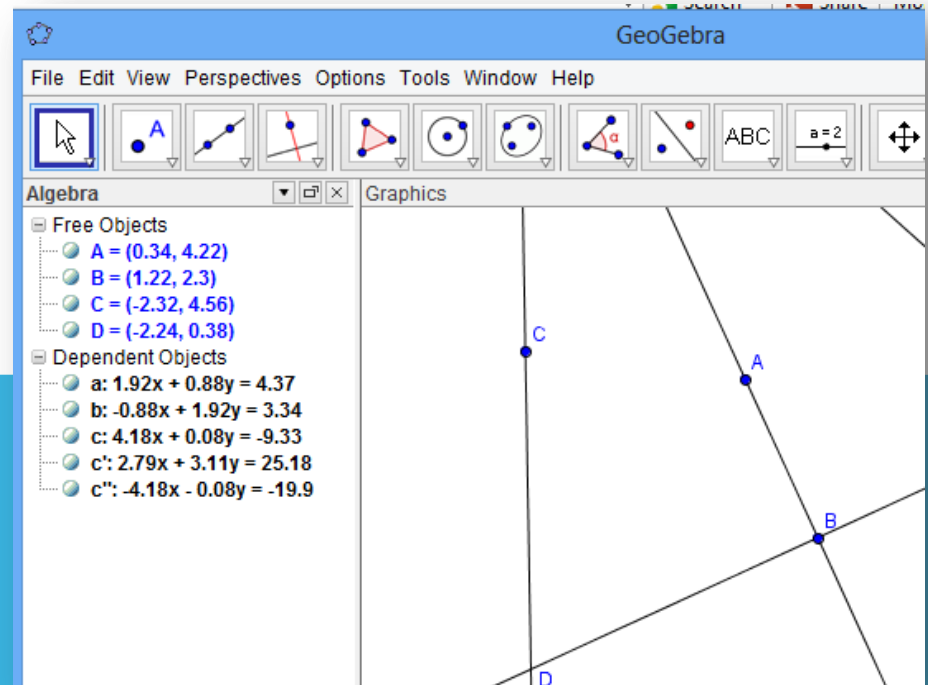 GeoGebra
File Edit View Perspectives Options Tools Window Help
A
α
ABC
a = 2
Algebra
Graphics
Free Objects
A = (0.34, 4.22)
B = (1.22, 2.3)
C = (-2.32, 4.56)
D = (-2.24, 0.38)
Dependent Objects
a: 1.92x + 0.88y = 4.37
b: -0.88x + 1.92y = 3.34
c: 4.18x + 0.08y = -9.33
c': 2.79x + 3.11y = 25.18
c'': -4.18x - 0.08y = -19.9
C
A
B
D